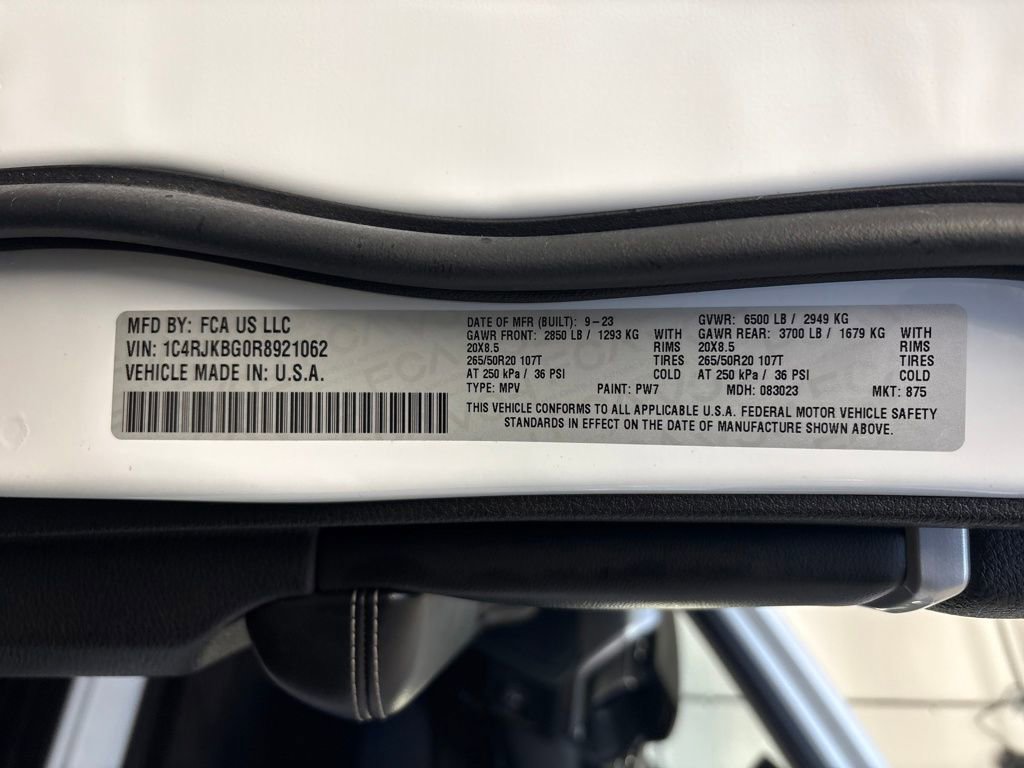 MFD BY: FCA US LLC
VIN: 1C4RJKBG0R8921062
VEHICLE MADE IN: U.S.A.
DATE OF MFR (BUILT): 9-23
GAWR FRONT: 2850 LB / 1293 KG WITH
20X8.5 RIMS
265/50R20 107T TIRES
AT 250 kPa / 36 PSI COLD
GVWR: 6500 LB / 2949 KG
GAWR REAR: 3700 LB / 1679 KG WITH
20X8.5 RIMS
265/50R20 107T TIRES
AT 250 kPa / 36 PSI COLD
TYPE: MPV PAINT: PW7 MDH: 083023 MKT: 875
THIS VEHICLE CONFORMS TO ALL APPLICABLE U.S.A. FEDERAL MOTOR VEHICLE SAFETY
STANDARDS IN EFFECT ON THE DATE OF MANUFACTURE SHOWN ABOVE.